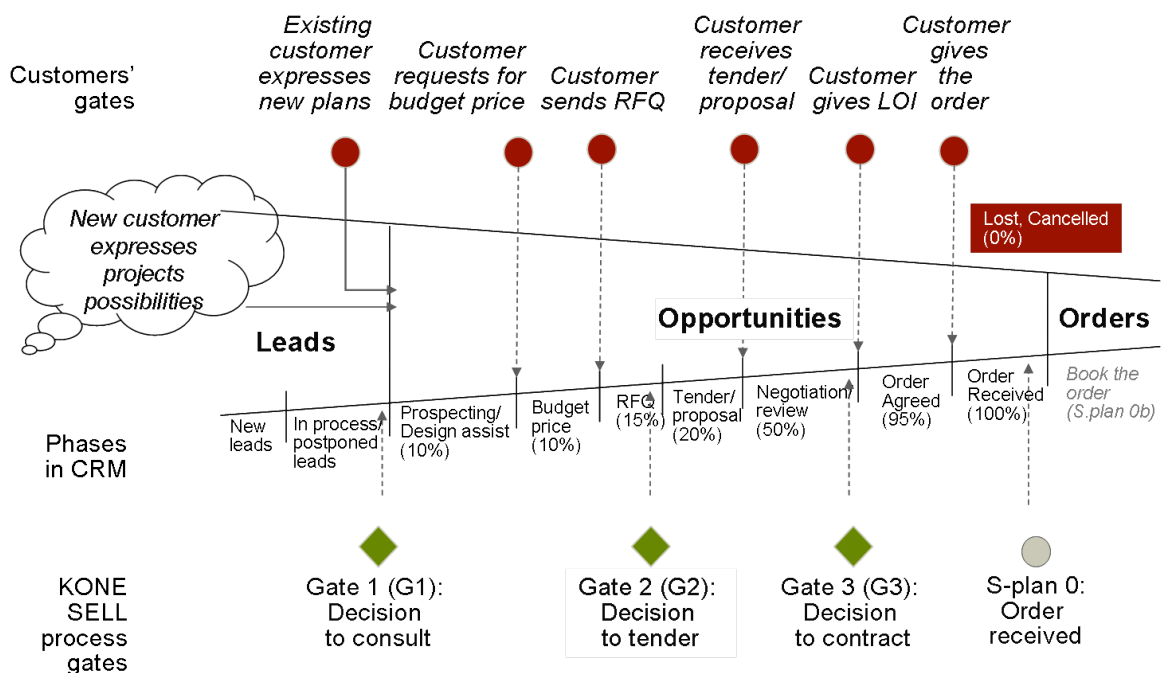 Customers'
gates
Existing
customer
expresses
new plans
Customer
requests for
budget price
Customer
sends RFQ
Customer
receives
tender/
proposal
Customer
gives LOI
Customer
gives
the
order
New customer
expresses
projects
possibilities
Lost, Cancelled
(0%)
Leads
Opportunities
Orders
Phases
in CRM
New
leads
In process/
postponed
leads
Prospecting/
Design assist
(10%)
Budget
price
(10%)
RFQ
(15%)
Tender/
proposal
(20%)
Negotiation/
review
(50%)
Order
Agreed
(95%)
Order
Received
(100%)
Book the
order
(S.plan 0b)
KONE
SELL
process
gates
Gate 1 (G1):
Decision
to consult
Gate 2 (G2):
Decision
to tender
Gate 3 (G3):
Decision
to contract
S-plan 0:
Order
received